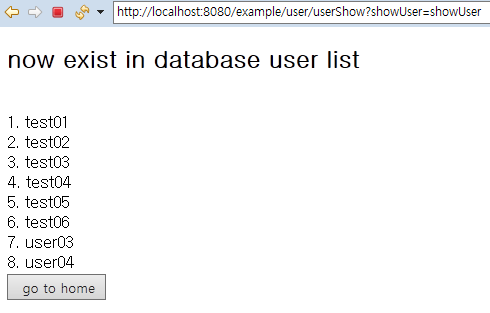 http://localhost:8080/example/user/userShow?showUser=showUser
now exist in database user list
1. test01
2. test02
3. test03
4. test04
5. test05
6. test06
7. user03
8. user04
go to home